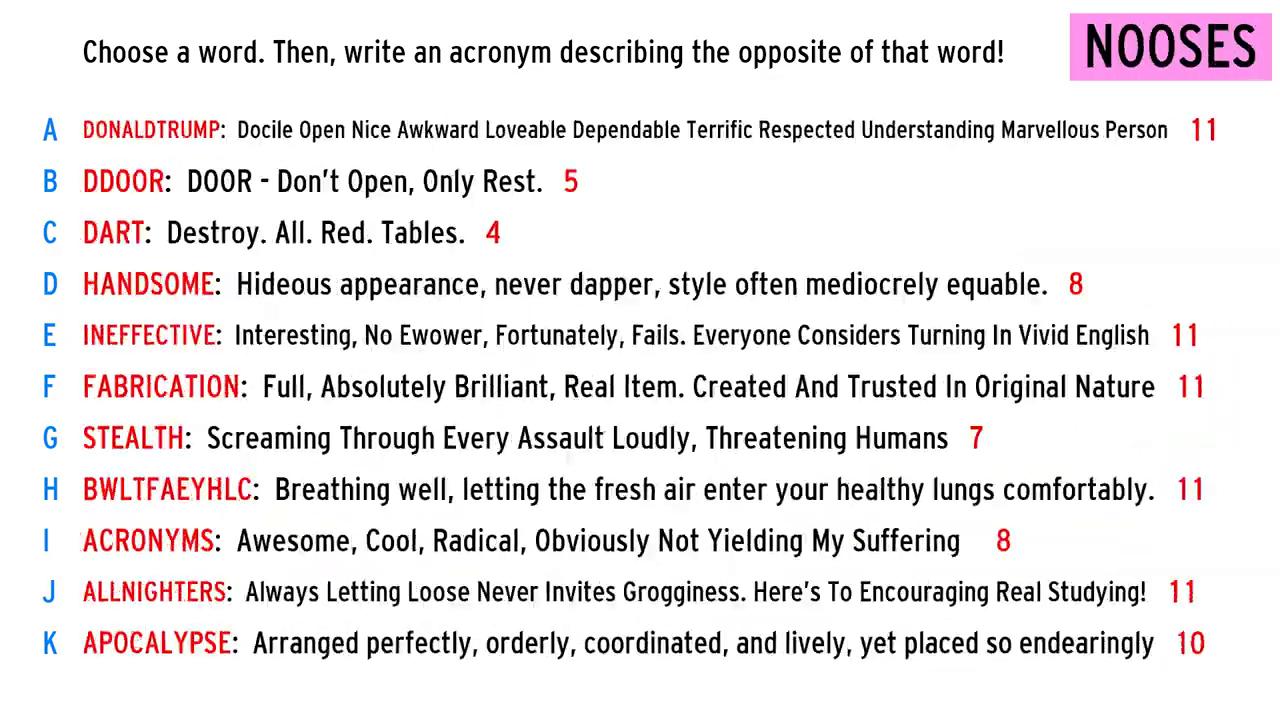 Choose a word. Then, write an acronym describing the opposite of that word!
NOOSES
A DONALDTRUMP: Docile Open Nice Awkward Loveable Dependable Terrific Respected Understanding Marvellous Person 11
B DDOOR: DOOR - Don't Open, Only Rest. 5
C DART: Destroy. All. Red. Tables. 4
D HANDSOME: Hideous appearance, never dapper, style often mediocrely equable. 8
E INEFFECTIVE: Interesting, No Ewower, Fortunately, Fails. Everyone Considers Turning In Vivid English 11
F FABRICATION: Full, Absolutely Brilliant, Real Item. Created And Trusted In Original Nature 11
G STEALTH: Screaming Through Every Assault Loudly, Threatening Humans 7
H BWLTFAEYHLC: Breathing well, letting the fresh air enter your healthy lungs comfortably. 11
I ACRONYMS: Awesome, Cool, Radical, Obviously Not Yielding My Suffering 8
J ALLNIGHTERS: Always Letting Loose Never Invites Grogginess. Here's To Encouraging Real Studying! 11
K APOCALYPSE: Arranged perfectly, orderly, coordinated, and lively, yet placed so endearingly 10